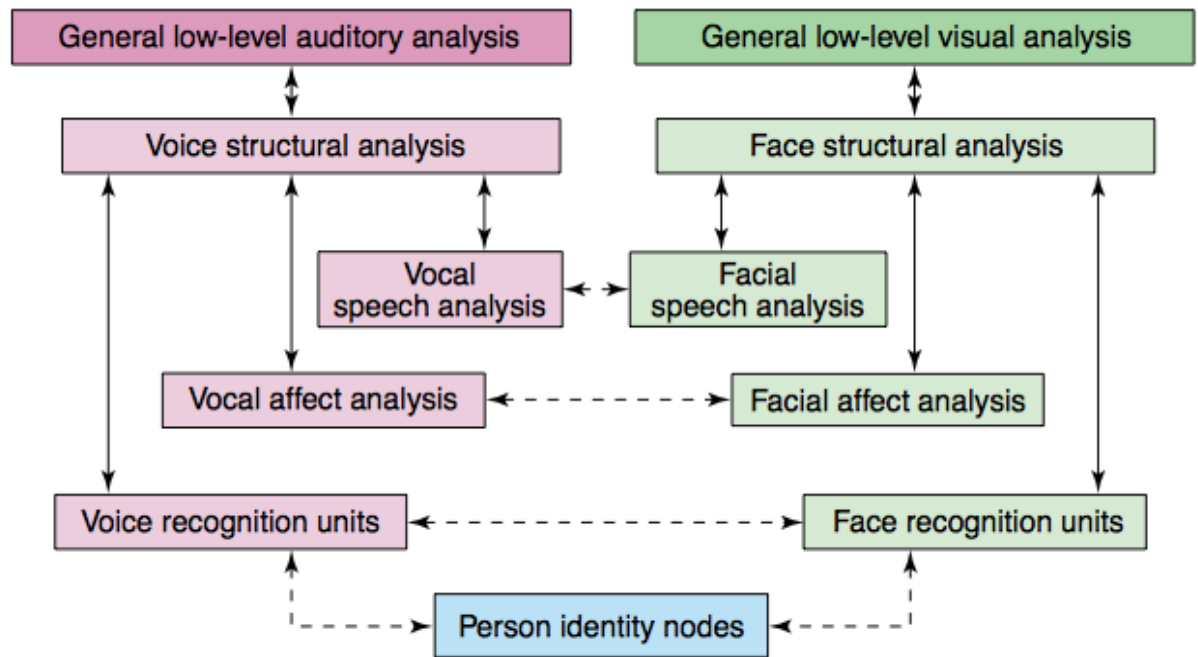 General low-level auditory analysis
General low-level visual analysis
Voice structural analysis
Face structural analysis
Vocal
speech analysis
Facial
speech analysis
Vocal affect analysis
Facial affect analysis
Voice recognition units
Face recognition units
Person identity nodes